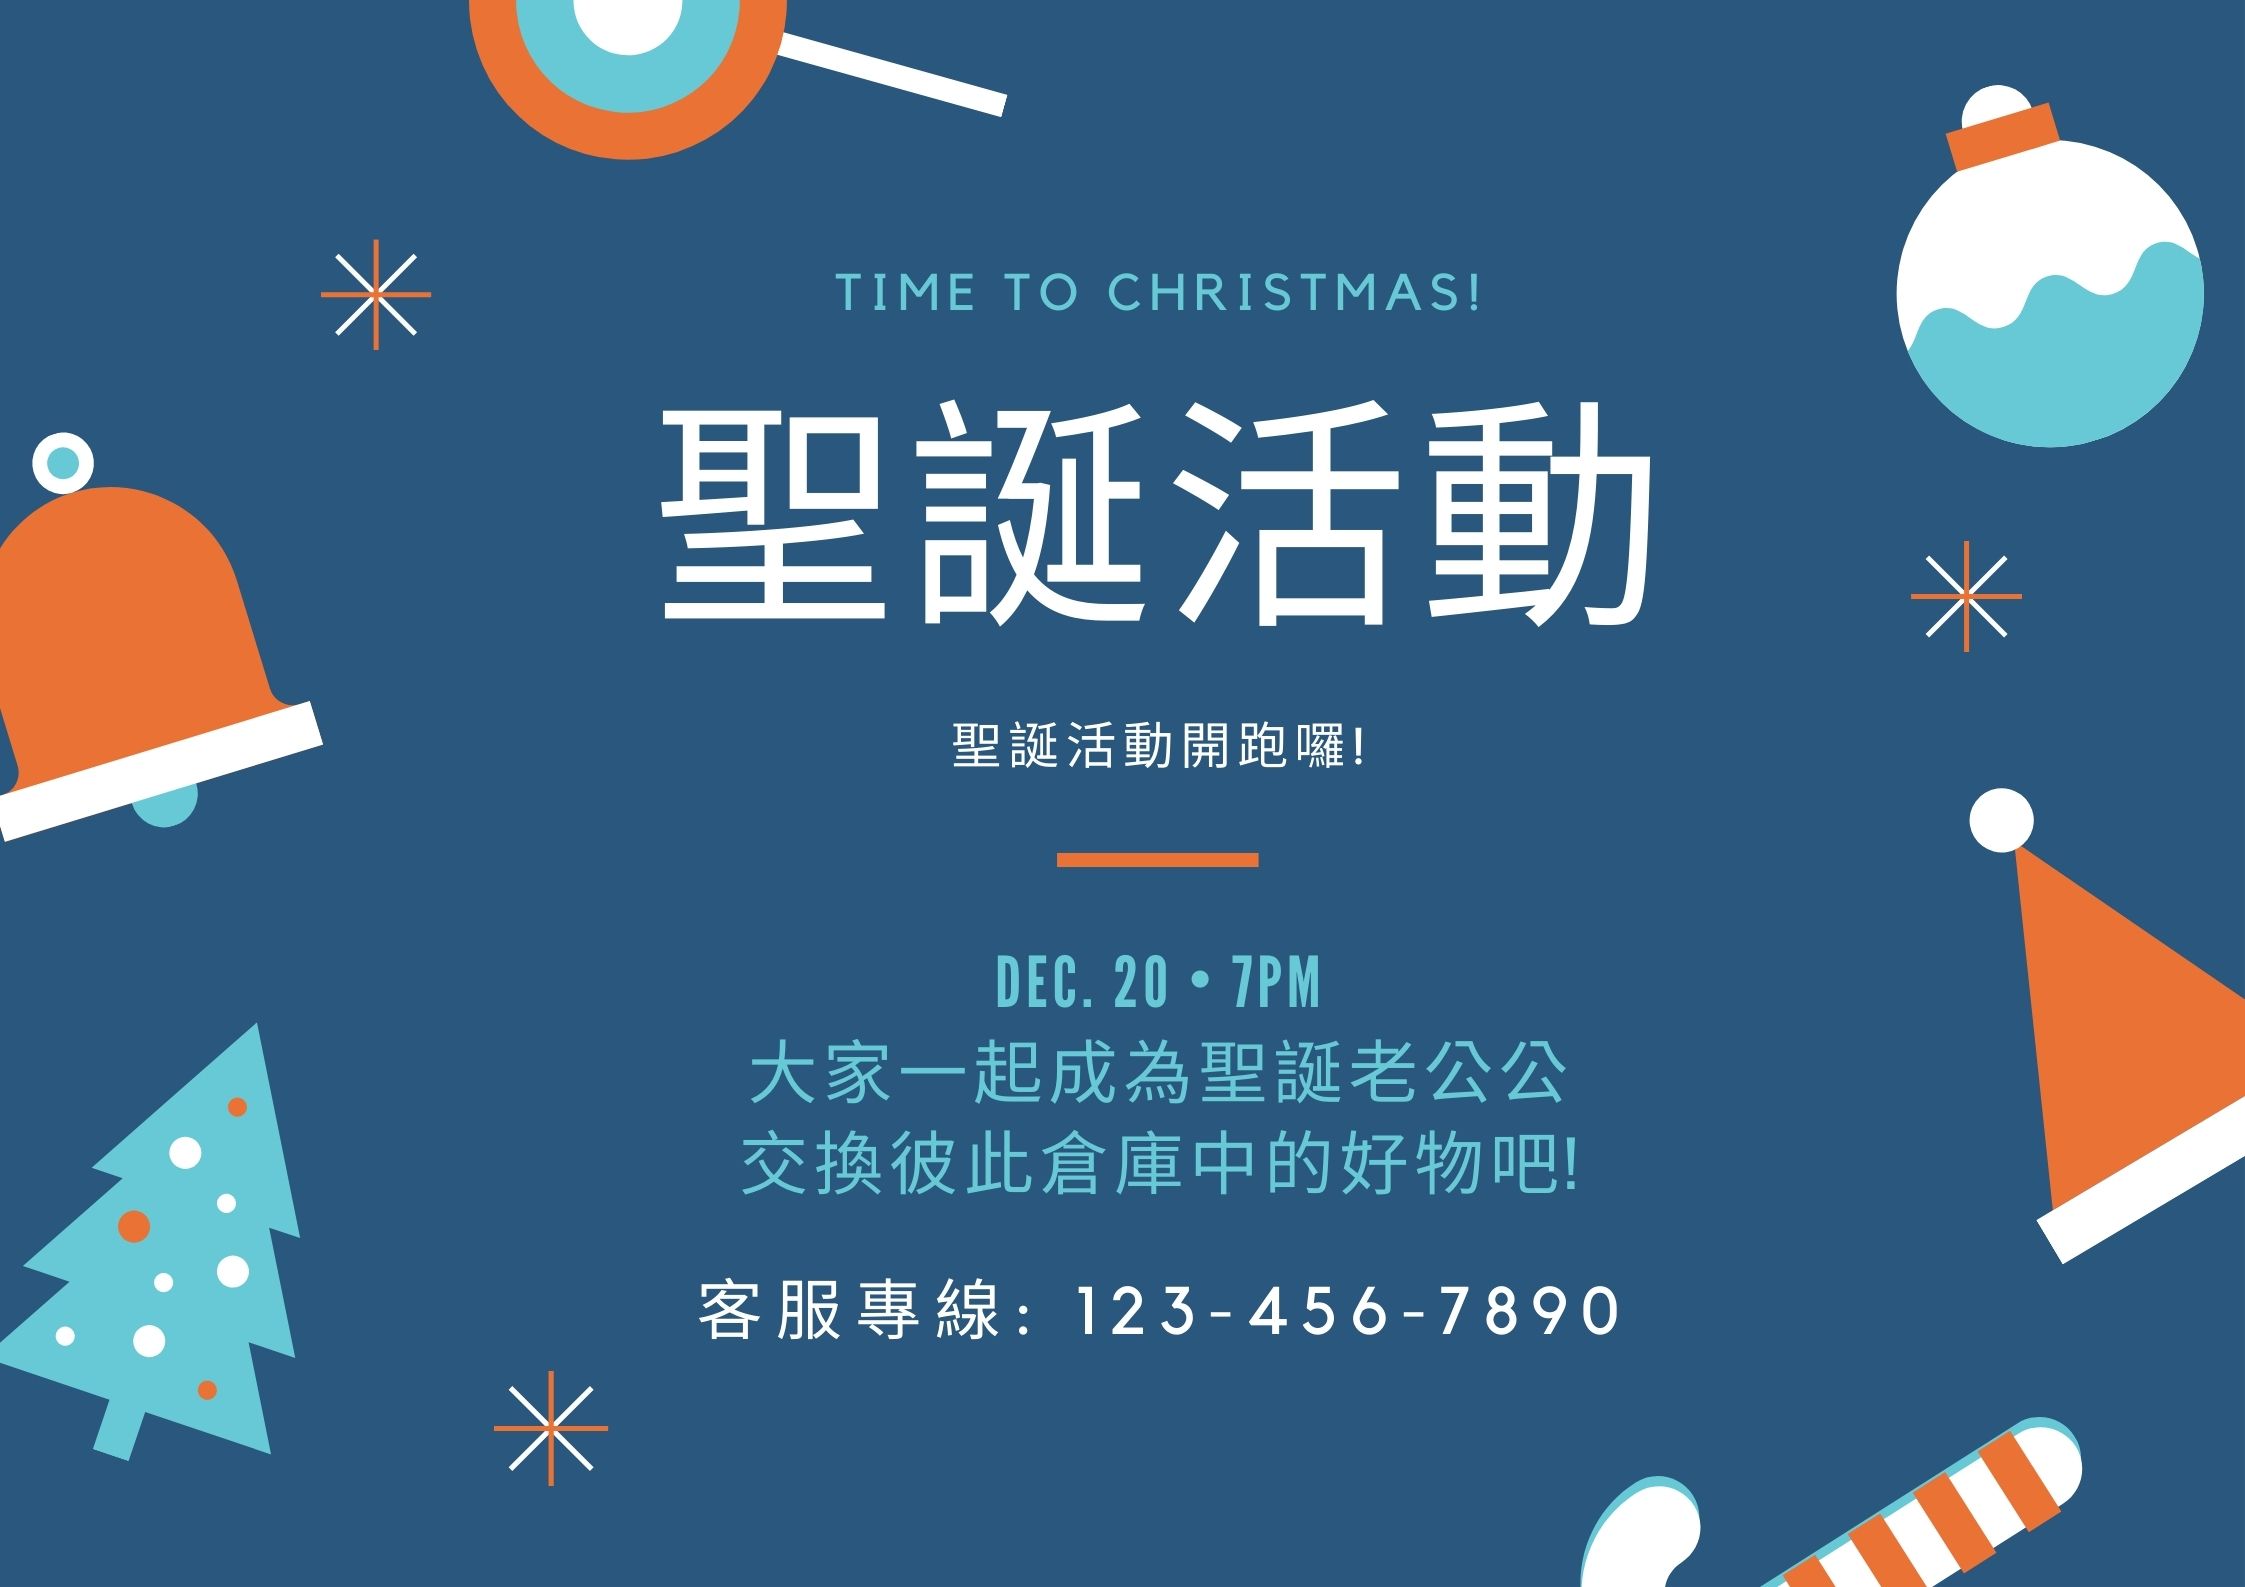 TIME TO CHRISTMAS!
聖誕活動
聖誕活動開跑囉!
DEC. 20 • 7PM
大家一起成為聖誕老公公
交換彼此倉庫中的好物吧!
客服專線: 123-456-7890